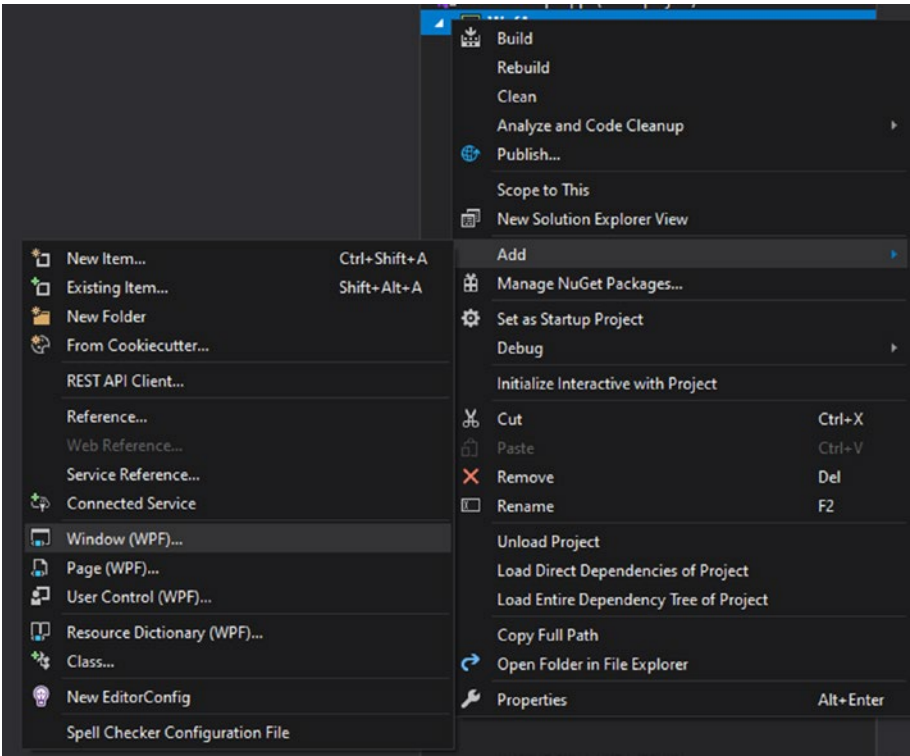 Build
Rebuild
Clean
Analyze and Code Cleanup
Publish...
Scope to This
New Solution Explorer View
Add
Manage NuGet Packages...
Set as Startup Project
Debug
Initialize Interactive with Project
Cut Ctrl+X
Paste Ctrl+V
Remove Del
Rename F2
Unload Project
Load Direct Dependencies of Project
Load Entire Dependency Tree of Project
Copy Full Path
Open Folder in File Explorer
Properties Alt+Enter
New Item... Ctrl+Shift+A
Existing Item... Shift+Alt+A
New Folder
From Cookiecutter...
REST API Client...
Reference...
Web Reference...
Service Reference...
Connected Service
Window (WPF)...
Page (WPF)...
User Control (WPF)...
Resource Dictionary (WPF)...
Class...
New EditorConfig
Spell Checker Configuration File